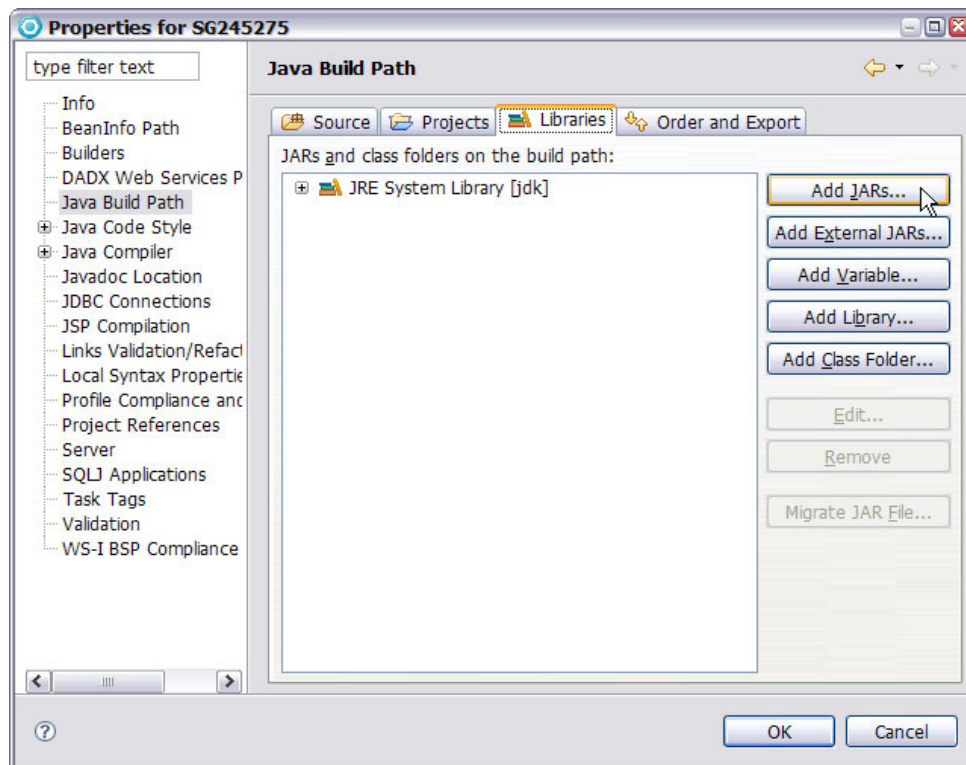 Properties for SG245275
type filter text
Java Build Path
Info
BeanInfo Path
Builders
DADX Web Services P
Java Build Path
Java Code Style
Java Compiler
Javadoc Location
JDBC Connections
JSP Compilation
Links Validation/Refact
Local Syntax Propertie
Profile Compliance and
Project References
Server
SQLJ Applications
Task Tags
Validation
WS-I BSP Compliance
Source
Projects
Libraries
Order and Export
JARs and class folders on the build path:
JRE System Library [jdk]
Add JARs...
Add External JARs...
Add Variable...
Add Library...
Add Class Folder...
Edit...
Remove
Migrate JAR File...
OK
Cancel